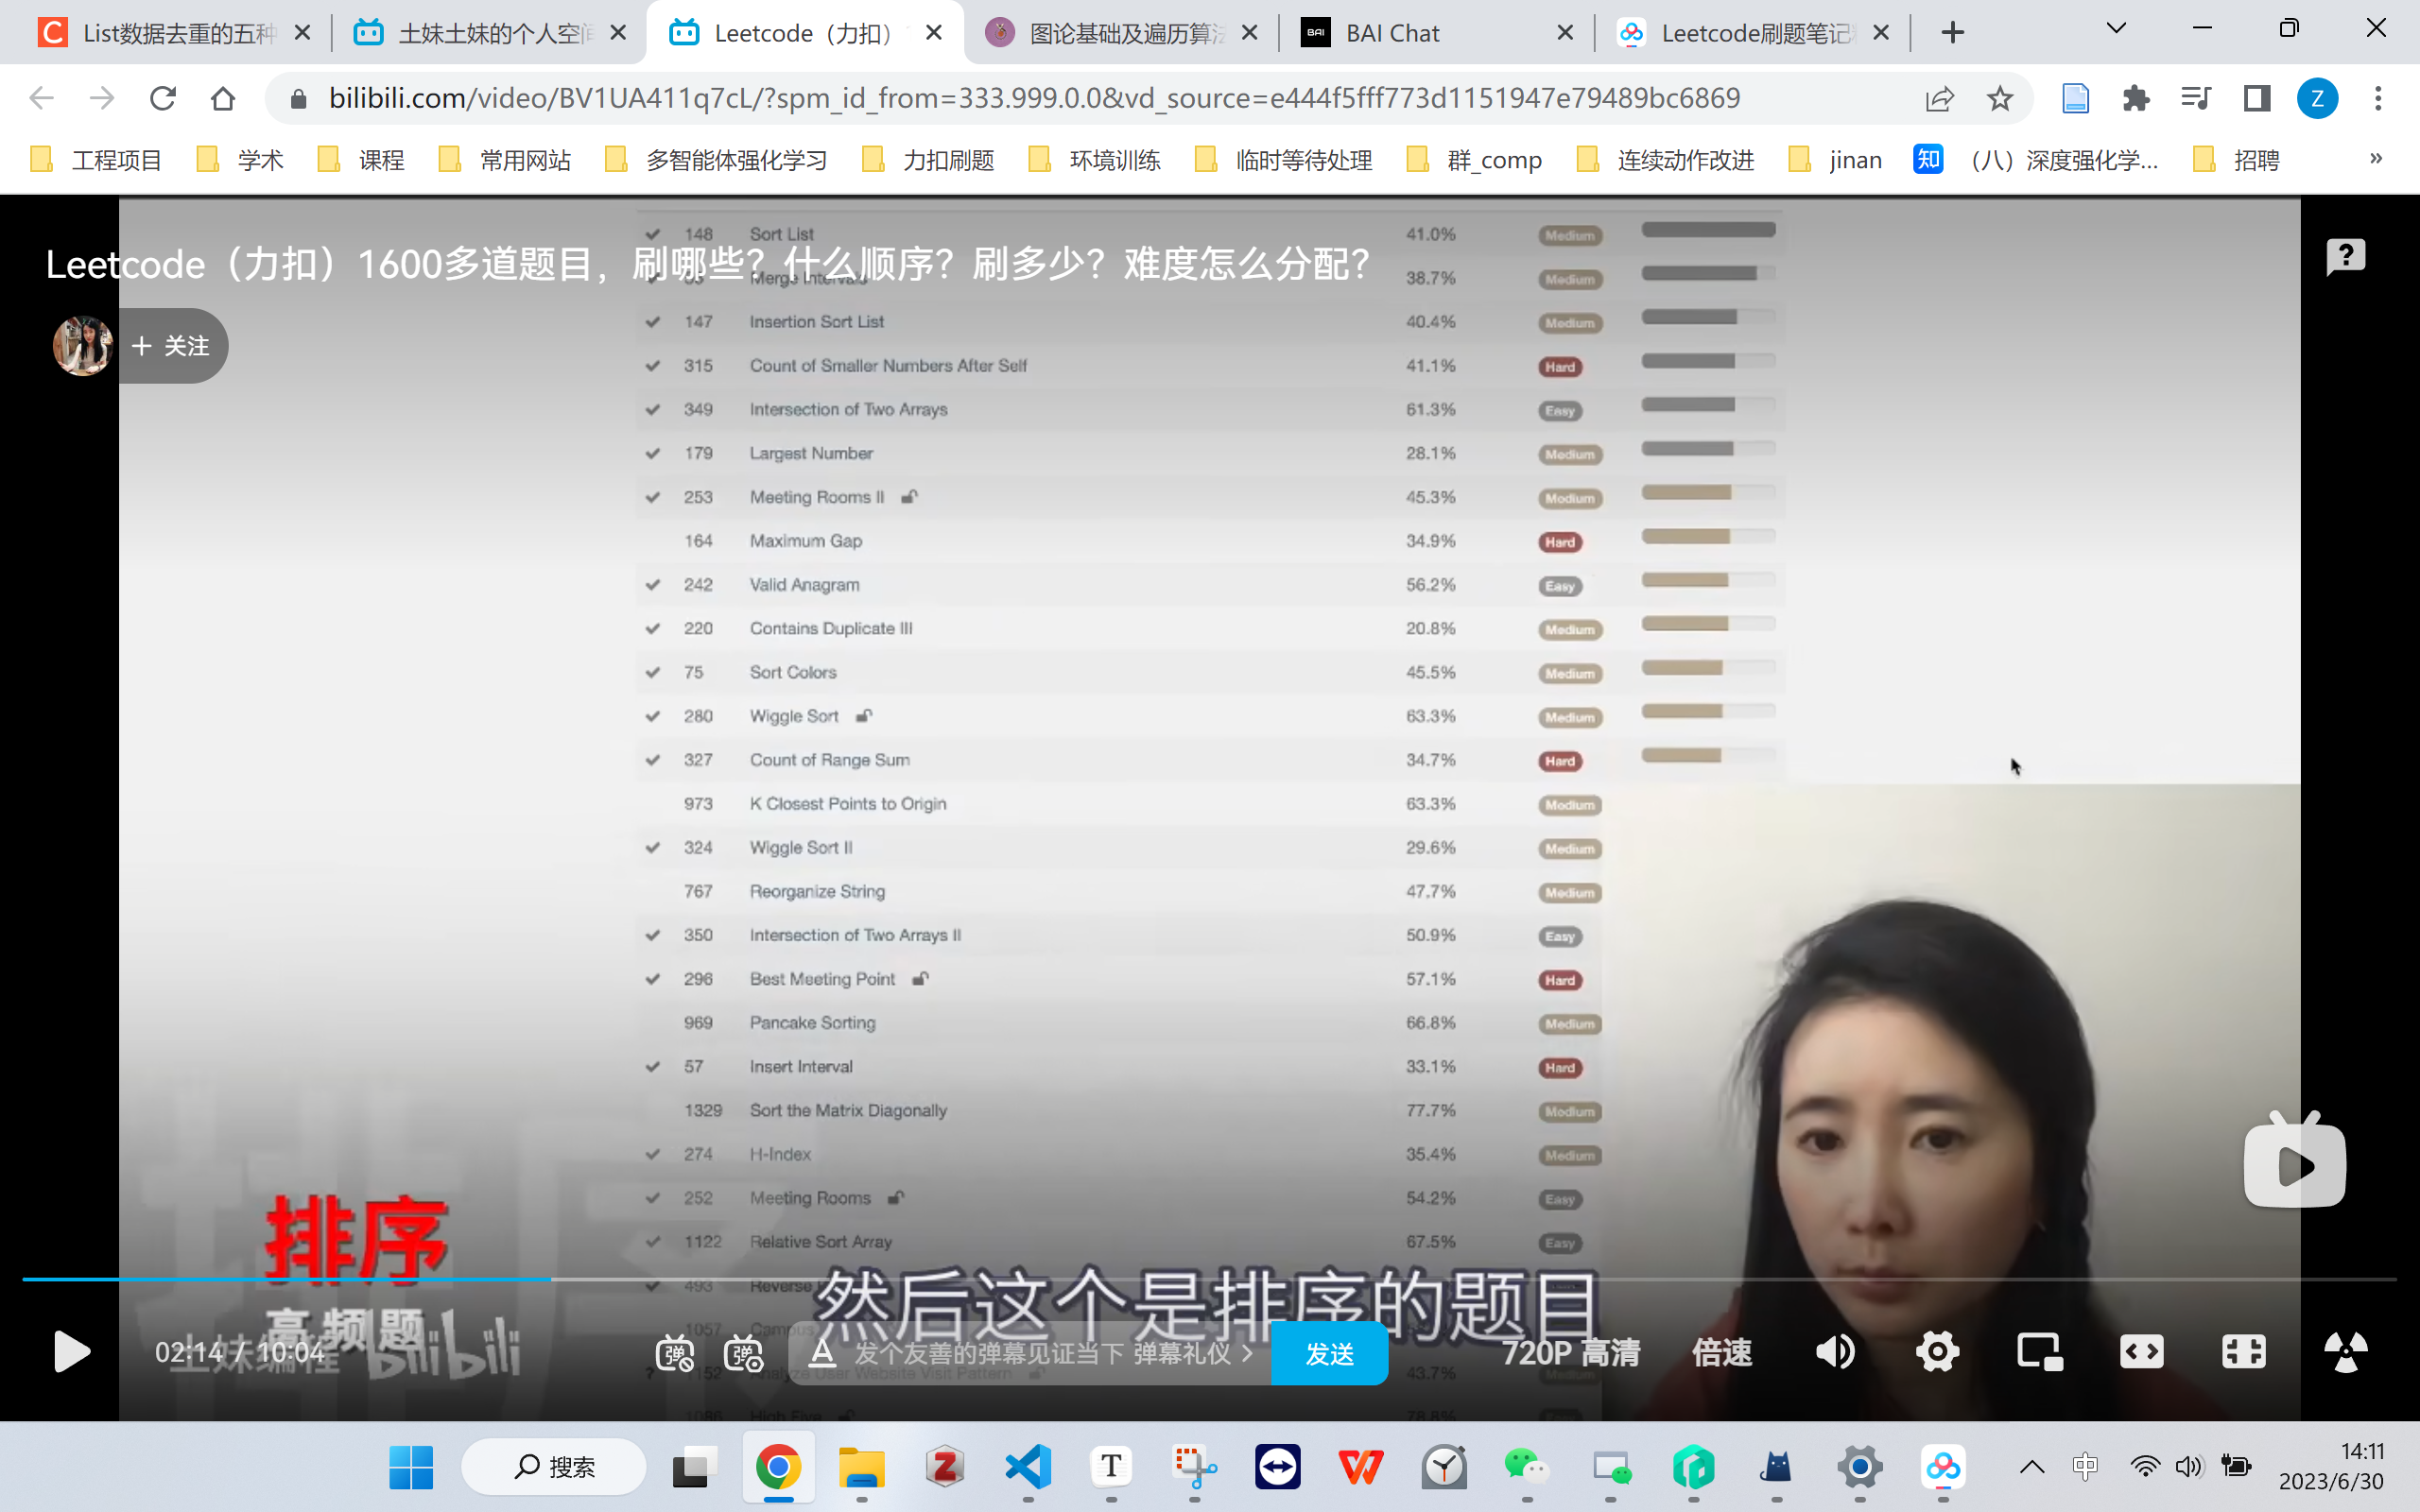 List数据去重的五种
土妹土妹的个人空间
Leetcode（力扣）
图论基础及遍历算法
BAI
BAI Chat
Leetcode刷题笔记
bilibili.com/video/BV1UA411q7cL/?spm_id_from=333.999.0.0&vd_source=e444f5fff773d1151947e79489bc6869
Z
工程项目
学术
课程
常用网站
多智能体强化学习
力扣刷题
环境训练
临时等待处理
群_comp
连续动作改进
jinan
知
（八）深度强化学...
招聘
»
148 Sort List 41.0% Medium
Leetcode（力扣）1600多道题目，刷哪些？什么顺序？刷多少？难度怎么分配？
Merge Intervals 38.7% Medium
147 Insertion Sort List 40.4% Medium
+ 关注
315 Count of Smaller Numbers After Self 41.1% Hard
349 Intersection of Two Arrays 61.3% Easy
179 Largest Number 28.1% Medium
253 Meeting Rooms II 45.3% Medium
164 Maximum Gap 34.9% Hard
242 Valid Anagram 56.2% Easy
220 Contains Duplicate III 20.8% Medium
75 Sort Colors 45.5% Medium
280 Wiggle Sort 63.3% Medium
327 Count of Range Sum 34.7% Hard
973 K Closest Points to Origin 63.3% Medium
324 Wiggle Sort II 29.6% Medium
767 Reorganize String 47.7% Medium
350 Intersection of Two Arrays II 50.9% Easy
296 Best Meeting Point 57.1% Hard
969 Pancake Sorting 66.8% Medium
57 Insert Interval 33.1% Hard
1329 Sort the Matrix Diagonally 77.7% Medium
274 H-Index 35.4% Medium
252 Meeting Rooms 54.2% Easy
1122 Relative Sort Array 67.5% Easy
排序
493 Reverse
然后这个是排序的题目
高频题
1057
土妹编程 bilibili
02:14 / 10:04
弹
弹
A
发个友善的弹幕见证当下
弹幕礼仪 >
发送
720P 高清
倍速
1152 Analyze User Website Visit Pattern 43.7% Medium
1086 High Five 78.8%
搜索
中
14:11
2023/6/30